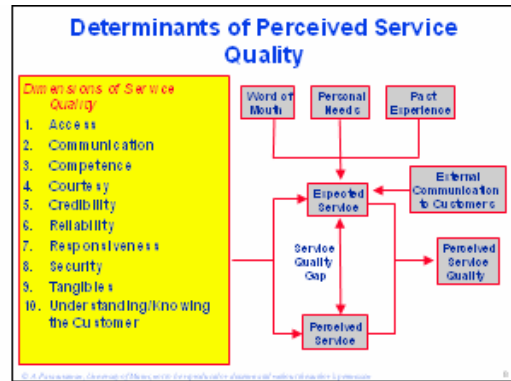 Determinants of Perceived Service
Quality
Dimensions of Service
Quality
1. Access
2. Communication
3. Competence
4. Courtesy
5. Credibility
6. Reliability
7. Responsiveness
8. Security
9. Tangibles
10. Understanding/Knowing
the Customer
Word of
Mouth
Personal
Needs
Past
Experience
Expected
Service
External
Communication
to Customers
Service
Quality
Gap
Perceived
Service
Quality
Perceived
Service